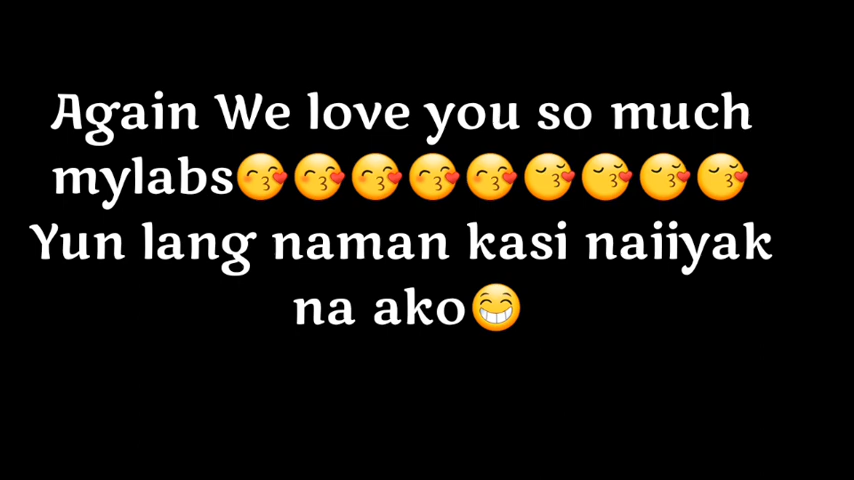 Again We love you so much
mylabs😙😙😙😙😙😚😚😚😚
Yun lang naman kasi naiiyak
na ako😁